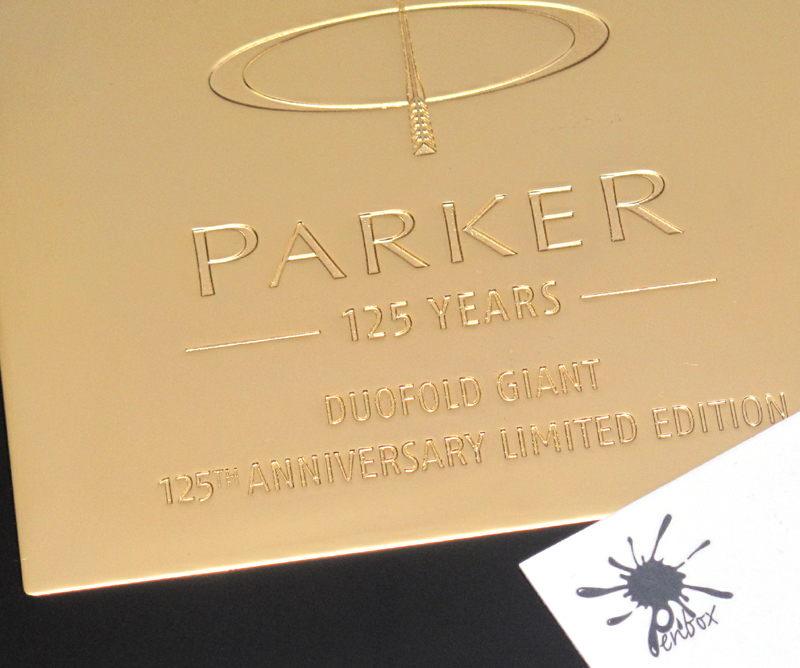 PARKER
125 YEARS
DUOFOLD GIANT
125TH ANNIVERSARY LIMITED EDITION
Penbox